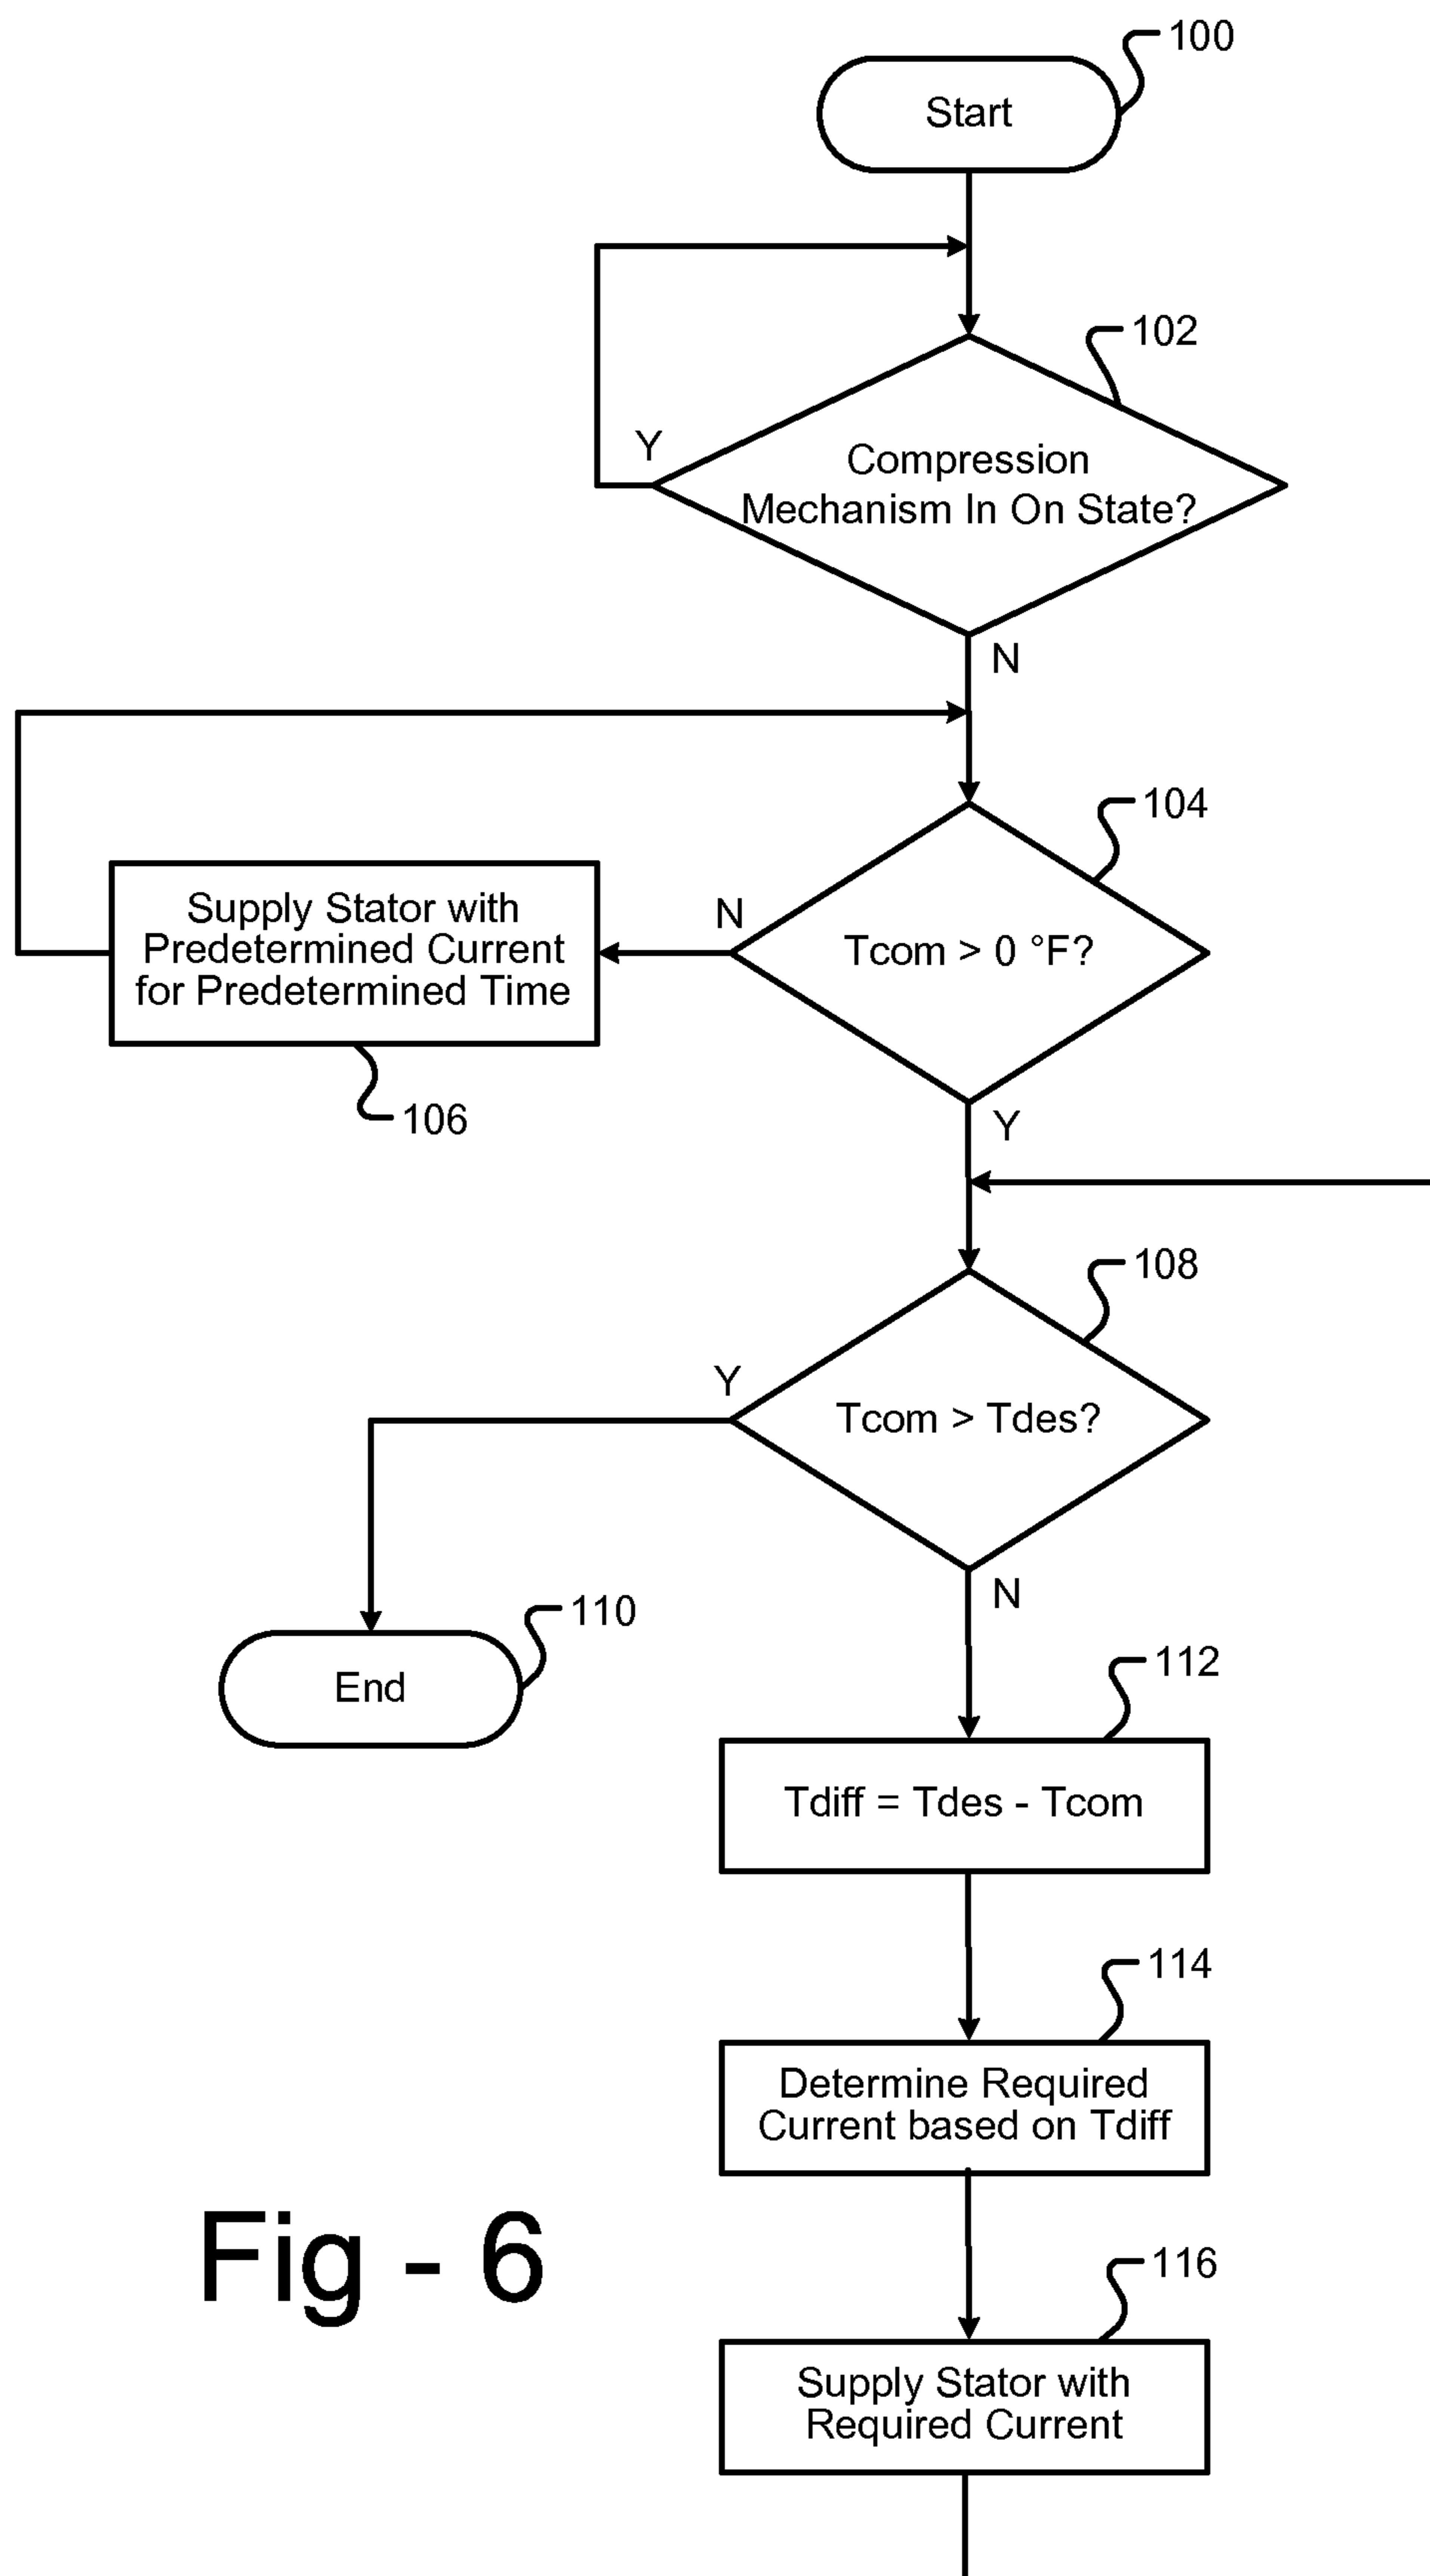 100
Start
102
Y
Compression
Mechanism In On State?
N
104
Supply Stator with
Predetermined Current
for Predetermined Time
N
Tcom > 0 °F?
106
Y
108
Y
Tcom > Tdes?
110
N
End
112
Tdiff = Tdes - Tcom
114
Determine Required
Current based on Tdiff
Fig - 6
116
Supply Stator with
Required Current